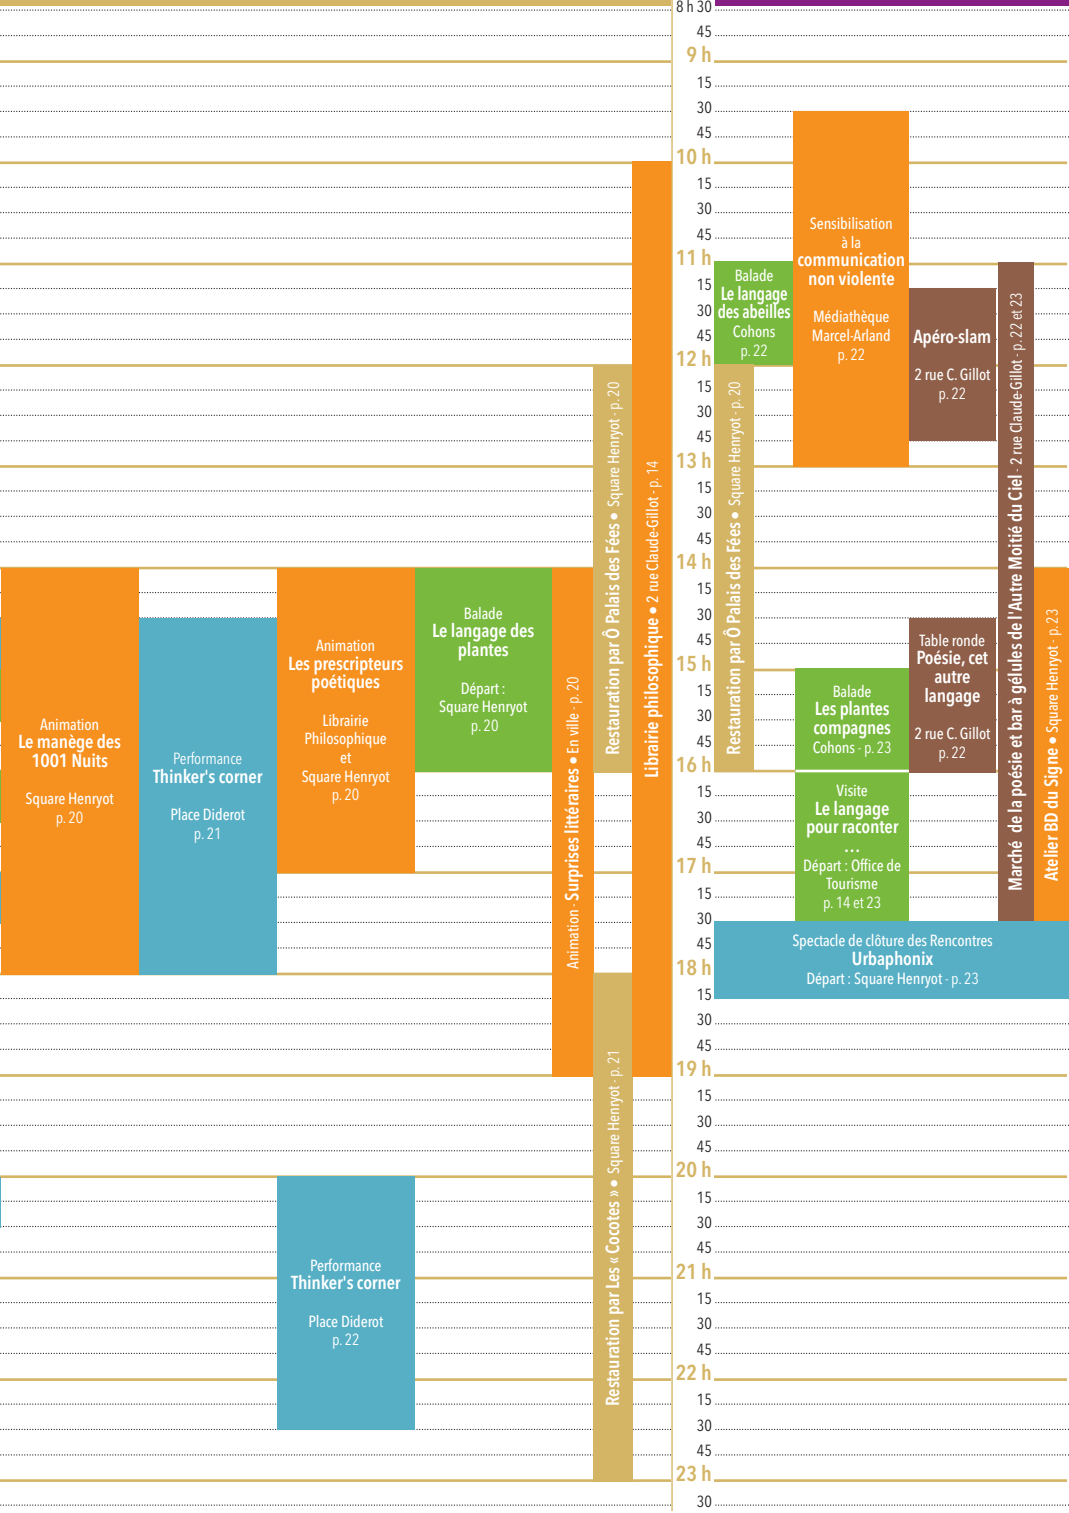 8 h 30
45
9 h
15
30
45
10 h
15
30
45
11 h
15
30
45
12 h
15
30
45
13 h
15
30
45
14 h
15
30
45
15 h
15
30
45
16 h
15
30
45
17 h
15
30
45
18 h
15
30
45
19 h
15
30
45
20 h
15
30
45
21 h
15
30
45
22 h
15
30
45
23 h
30
Animation
Le manège des
1001 Nuits
Square Henryot
p. 20
Performance
Thinker's corner
Place Diderot
p. 21
Animation
Les prescripteurs
poétiques
Librairie
Philosophique
et
Square Henryot
p. 20
Balade
Le langage des
plantes
Départ :
Square Henryot
p. 20
Animation - Surprises littéraires • En ville - p. 20
Restauration par Ô Palais des Fées • Square Henryot - p. 20
Librairie philosophique • 2 rue Claude-Gillot - p. 14
Restauration par Les « Cocotes » • Square Henryot - p. 21
Performance
Thinker's corner
Place Diderot
p. 22
Balade
Le langage
des abeilles
Cohons
p. 22
Restauration par Ô Palais des Fées • Square Henryot - p. 20
Sensibilisation
à la
communication
non violente
Médiathèque
Marcel-Arland
p. 22
Apéro-slam
2 rue C. Gillot
p. 22
Marché de la poésie et bar à gélules de l'Autre Moitié du Ciel - 2 rue Claude-Gillot - p. 22 et 23
Atelier BD du Signe • Square Henryot - p. 23
Table ronde
Poésie, cet
autre
langage
2 rue C. Gillot
p. 22
Balade
Les plantes
compagnes
Cohons - p. 23
Visite
Le langage
pour raconter
...
Départ : Office de
Tourisme
p. 14 et 23
Spectacle de clôture des Rencontres
Urbaphonix
Départ : Square Henryot - p. 23